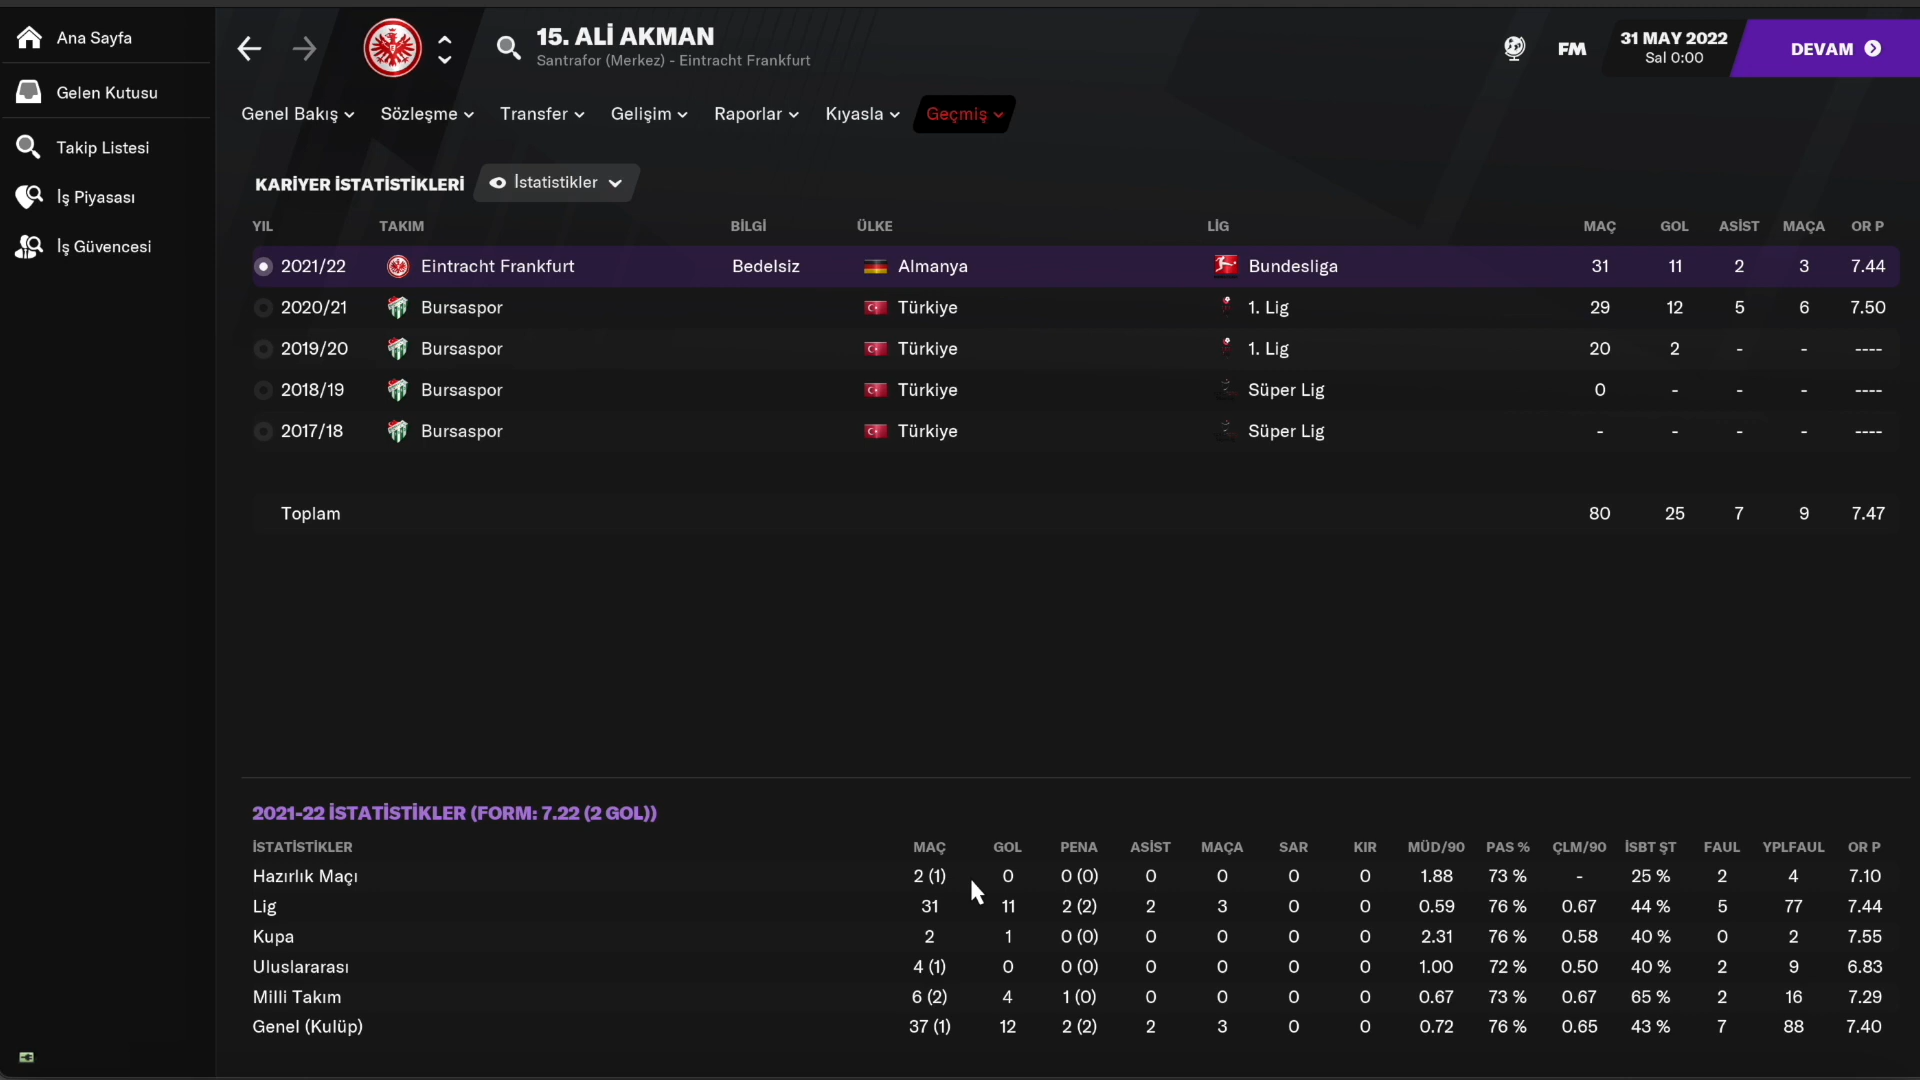 Ana Sayfa
Gelen Kutusu
Takip Listesi
İş Piyasası
İş Güvencesi
15. ALİ AKMAN
Santrafor (Merkez) - Eintracht Frankfurt
FM
31 MAY 2022
Sal 0:00
DEVAM
Genel Bakış Sözleşme Transfer Gelişim Raporlar Kıyasla Geçmiş
KARİYER İSTATİSTİKLERİ İstatistikler
YIL TAKIM BİLGİ ÜLKE LİG MAÇ GOL ASİST MAÇA OR P
2021/22 Eintracht Frankfurt Bedelsiz Almanya Bundesliga 31 11 2 3 7.44
2020/21 Bursaspor Türkiye 1. Lig 29 12 5 6 7.50
2019/20 Bursaspor Türkiye 1. Lig 20 2 - - ----
2018/19 Bursaspor Türkiye Süper Lig 0 - - - ----
2017/18 Bursaspor Türkiye Süper Lig - - - - ----
Toplam 80 25 7 9 7.47
2021-22 İSTATİSTİKLER (FORM: 7.22 (2 GOL))
İSTATİSTİKLER MAÇ GOL PENA ASİST MAÇA SAR KIR MÜD/90 PAS % ÇLM/90 İSBT ŞT FAUL YPLFAUL OR P
Hazırlık Maçı 2 (1) 0 0 (0) 0 0 0 0 1.88 73 % - 25 % 2 4 7.10
Lig 31 11 2 (2) 2 3 0 0 0.59 76 % 0.67 44 % 5 77 7.44
Kupa 2 1 0 (0) 0 0 0 0 2.31 76 % 0.58 40 % 0 2 7.55
Uluslararası 4 (1) 0 0 (0) 0 0 0 0 1.00 72 % 0.50 40 % 2 9 6.83
Milli Takım 6 (2) 4 1 (0) 0 0 0 0 0.67 73 % 0.67 65 % 2 16 7.29
Genel (Kulüp) 37 (1) 12 2 (2) 2 3 0 0 0.72 76 % 0.65 43 % 7 88 7.40